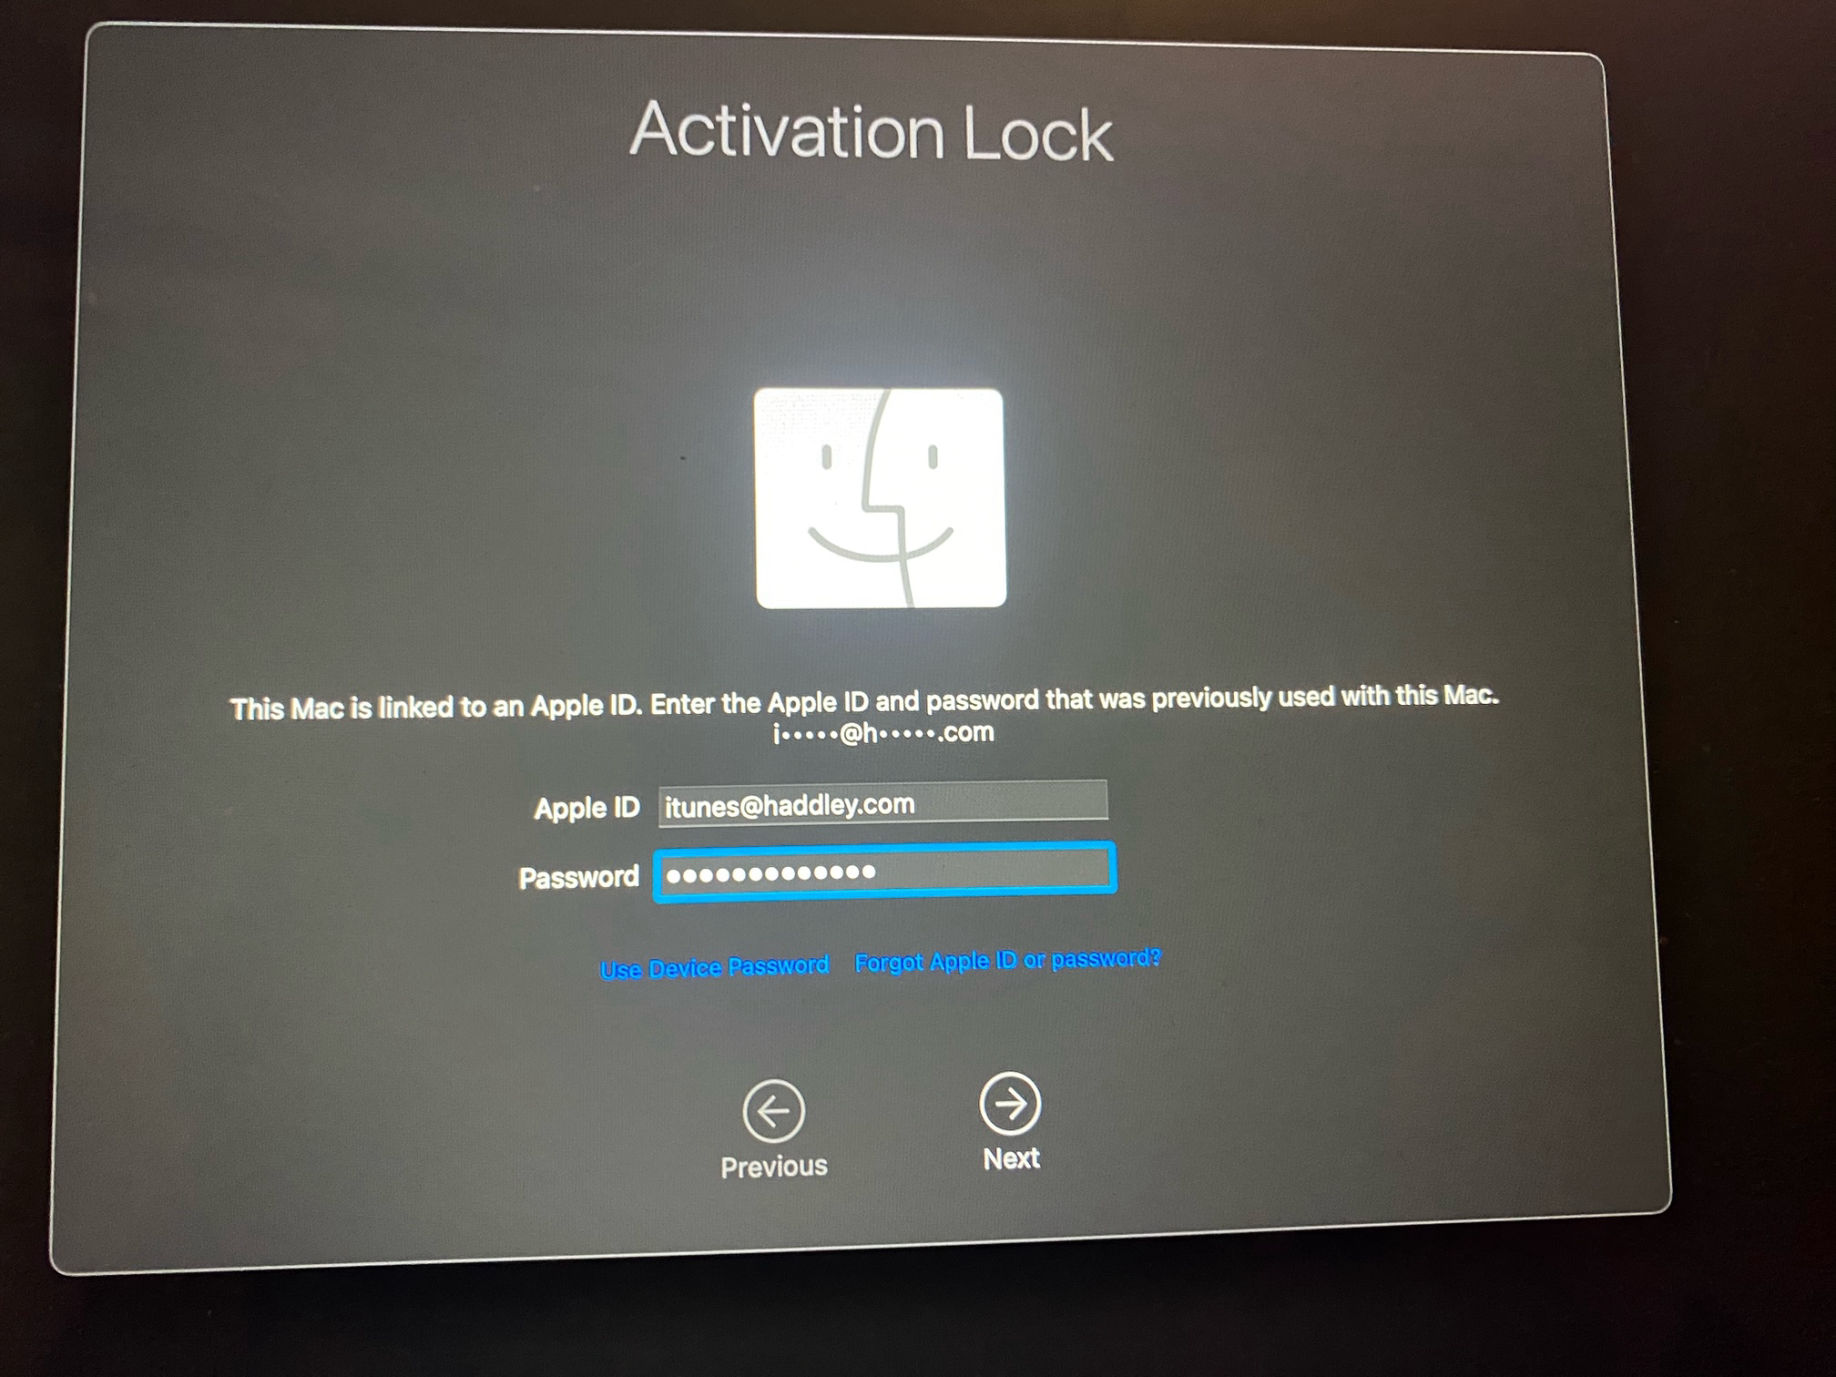 Activation Lock
This Mac is linked to an Apple ID. Enter the Apple ID and password that was previously used with this Mac.
i•••••@h•••••.com
Apple ID itunes@haddley.com
Password •••••••••••••
Use Device Password Forgot Apple ID or password?
Previous Next